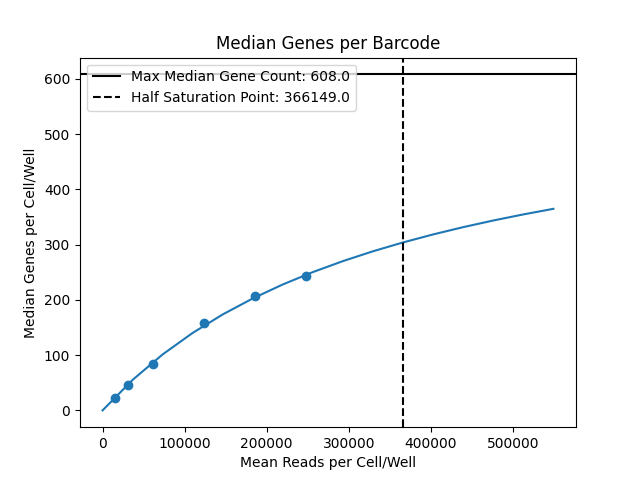 Median Genes per Barcode
Max Median Gene Count: 608.0
Half Saturation Point: 366149.0
Median Genes per Cell/Well
600
500
400
300
200
100
0
0 100000 200000 300000 400000 500000
Mean Reads per Cell/Well